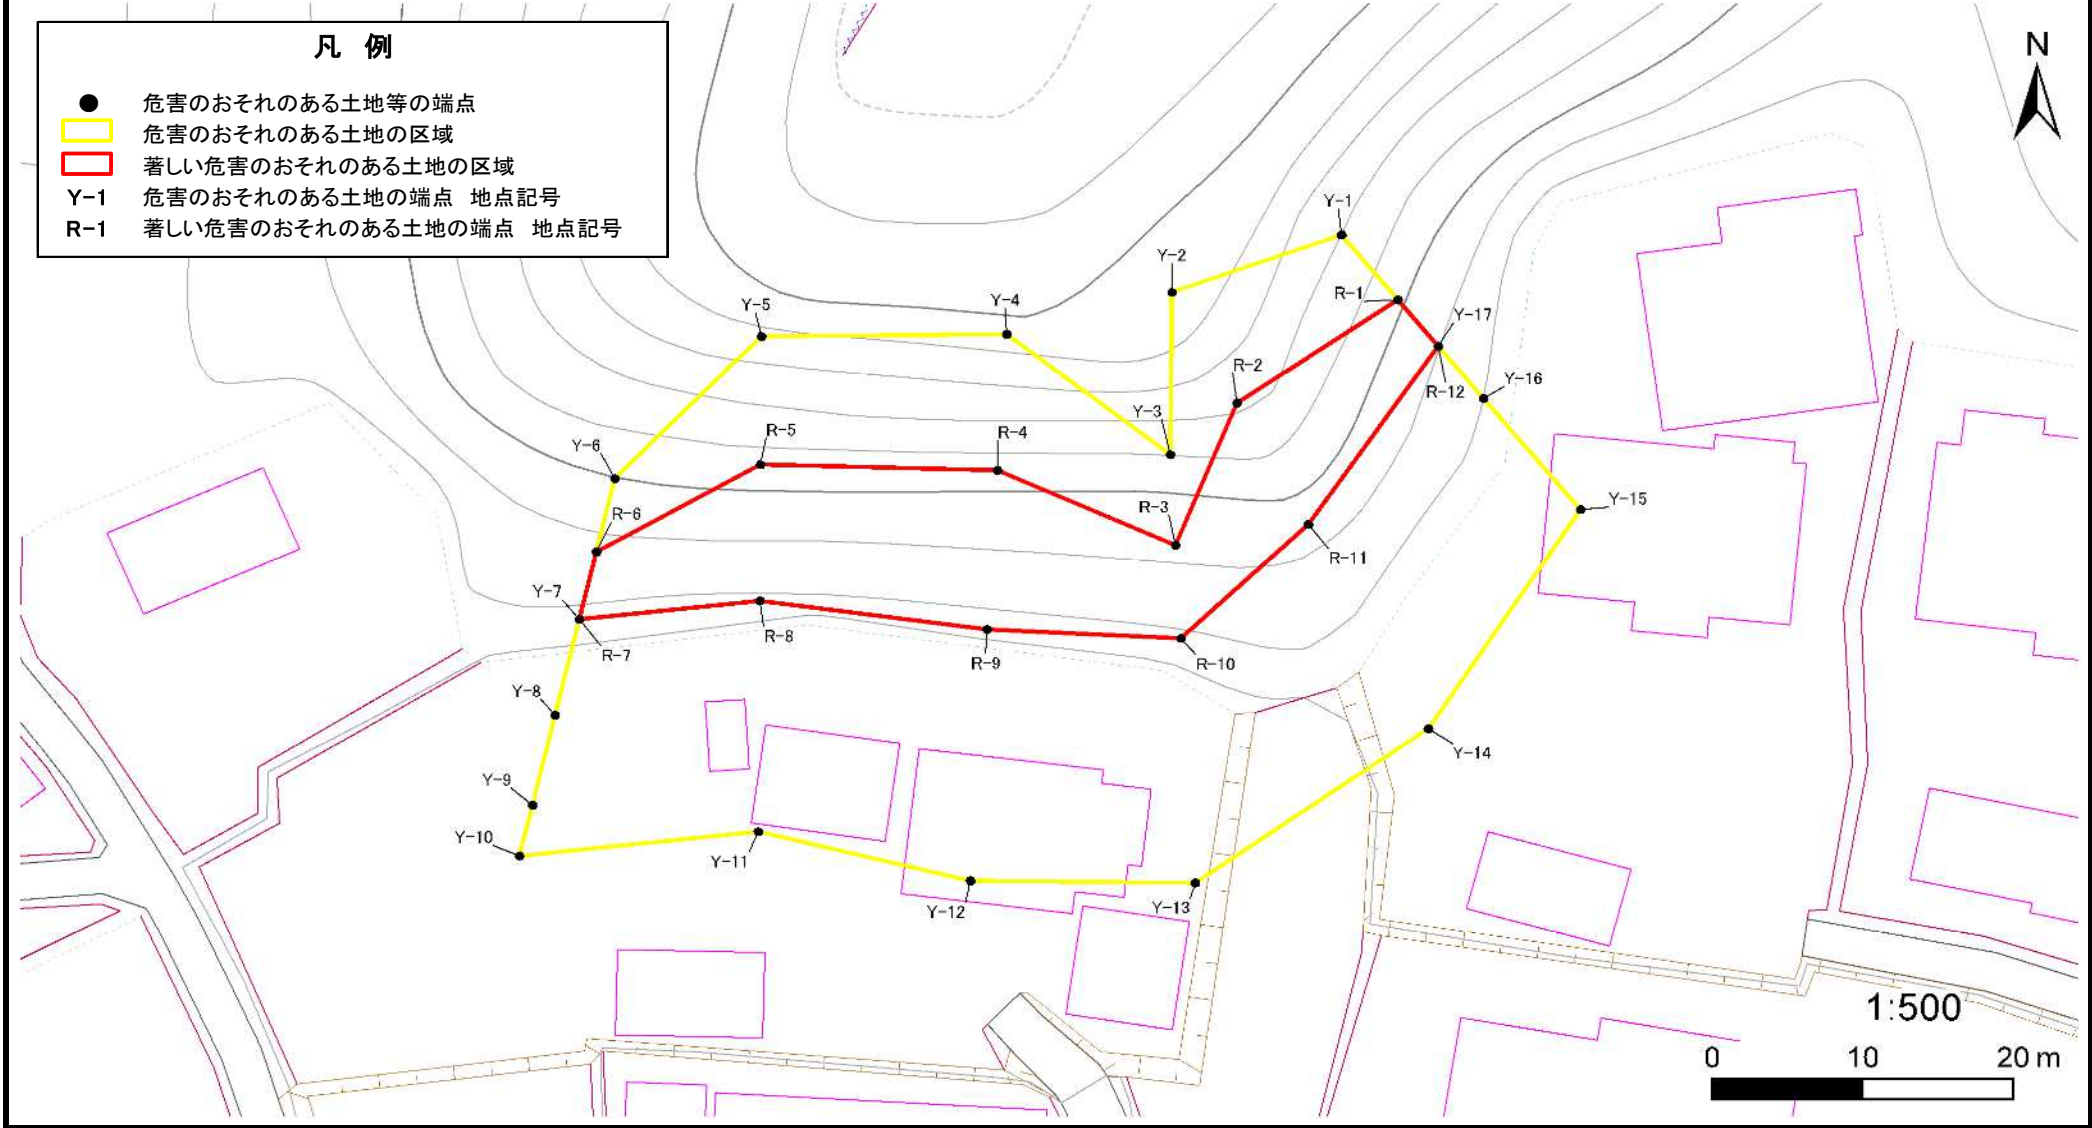 凡 例
危害のおそれのある土地等の端点
危害のおそれのある土地の区域
著しい危害のおそれのある土地の区域
Y-1 危害のおそれのある土地の端点 地点記号
R-1 著しい危害のおそれのある土地の端点 地点記号
N
Y-1
Y-2
R-1
Y-5
Y-4
Y-17
R-2
Y-16
R-12
Y-3
R-5
R-4
Y-6
Y-15
R-6
R-3
R-11
Y-7
R-8
R-7
R-9
R-10
Y-8
Y-14
Y-9
Y-10
Y-11
Y-12
Y-13
1:500
0 10 20 m